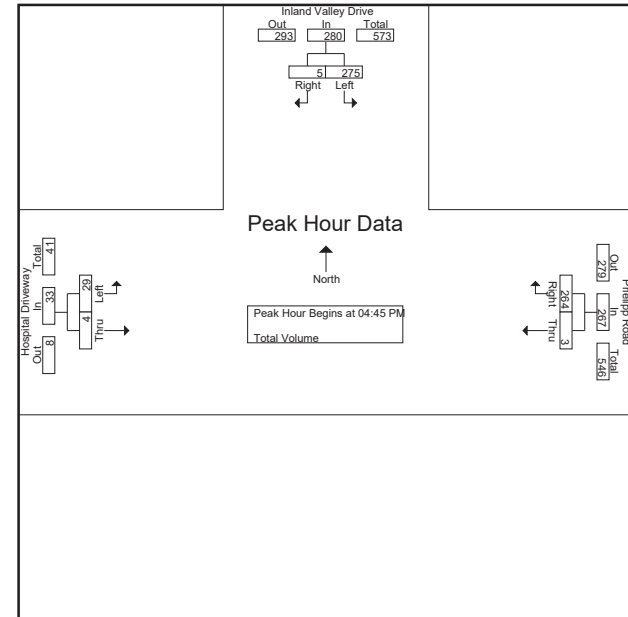 Inland Valley Drive
Out In Total
293 280 573
5 275
Right Left
Peak Hour Data
North
Peak Hour Begins at 04:45 PM
Total Volume
Hospital Driveway
Total In Out
41 33 8
29 4
Left Thru
Right Thru
264 3
Out In Total
279 267 546
Road